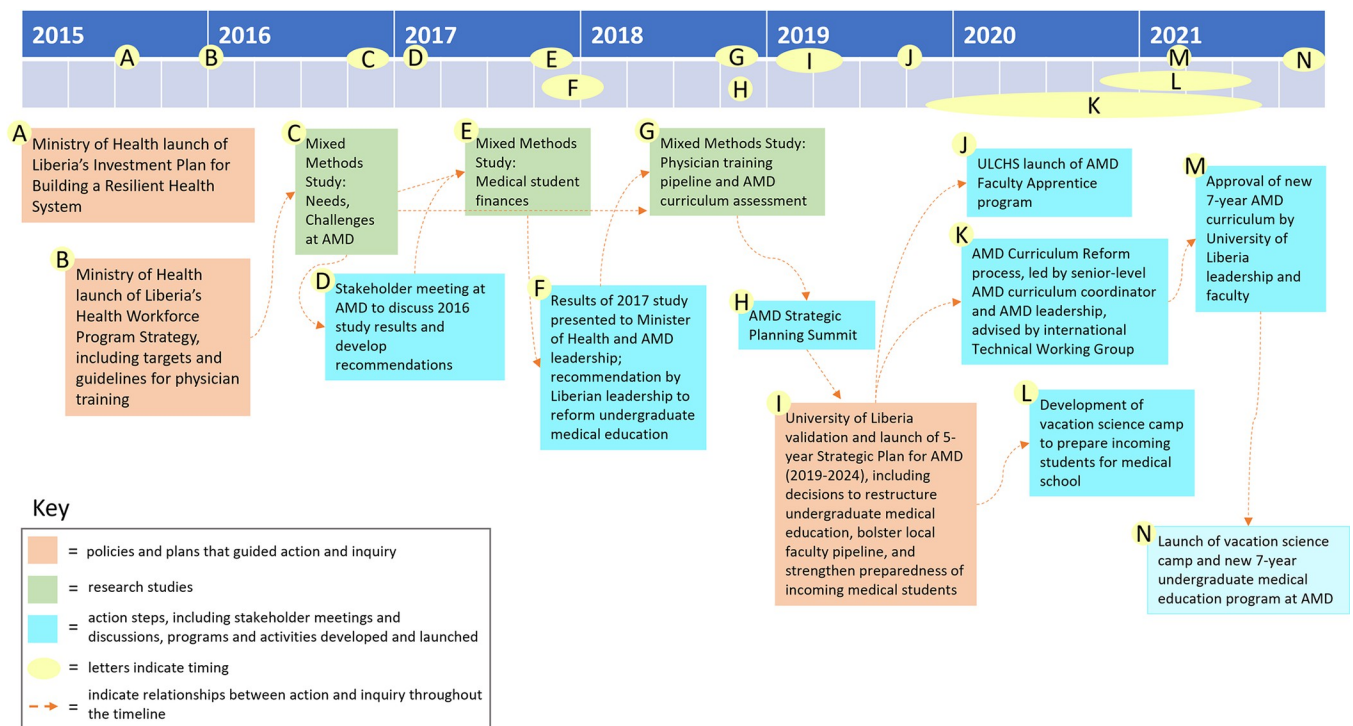 2015 2016 2017 2018 2019 2020 2021
A B C D E G I J M N
F H L
K
A
Ministry of Health launch of
Liberia's Investment Plan for
Building a Resilient Health
System
B
Ministry of Health
launch of Liberia's
Health Workforce
Program Strategy,
including targets and
guidelines for physician
training
C
Mixed
Methods
Study:
Needs,
Challenges
at AMD
D
Stakeholder meeting at
AMD to discuss 2016
study results and
develop
recommendations
E
Mixed Methods
Study:
Medical student
finances
F
Results of 2017 study
presented to Minister
of Health and AMD
leadership;
recommendation by
Liberian leadership to
reform undergraduate
medical education
G
Mixed Methods Study:
Physician training
pipeline and AMD
curriculum assessment
H
AMD Strategic
Planning Summit
I
University of Liberia
validation and launch of 5-
year Strategic Plan for AMD
(2019-2024), including
decisions to restructure
undergraduate medical
education, bolster local
faculty pipeline, and
strengthen preparedness of
incoming medical students
J
ULCHS launch of AMD
Faculty Apprentice
program
K
AMD Curriculum Reform
process, led by senior-level
AMD curriculum coordinator
and AMD leadership,
advised by international
Technical Working Group
L
Development of
vacation science camp
to prepare incoming
students for medical
school
M
Approval of new
7-year AMD
curriculum by
University of
Liberia
leadership and
faculty
N
Launch of vacation science
camp and new 7-year
undergraduate medical
education program at AMD
Key
= policies and plans that guided action and inquiry
= research studies
= action steps, including stakeholder meetings and
discussions, programs and activities developed and launched
= letters indicate timing
= indicate relationships between action and inquiry throughout
the timeline